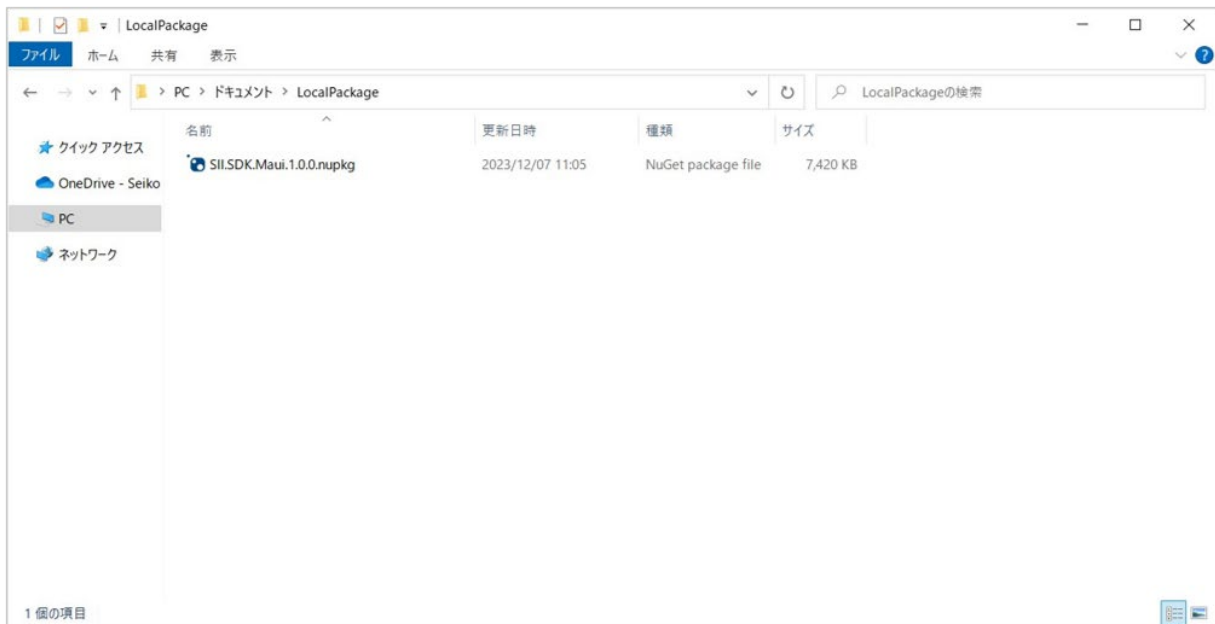 LocalPackage
ファイル ホーム 共有 表示
PC > ドキュメント > LocalPackage LocalPackageの検索
名前 更新日時 種類 サイズ
クイック アクセス
SII.SDK.Maui.1.0.0.nupkg 2023/12/07 11:05 NuGet package file 7,420 KB
OneDrive - Seiko
PC
ネットワーク
1 個の項目